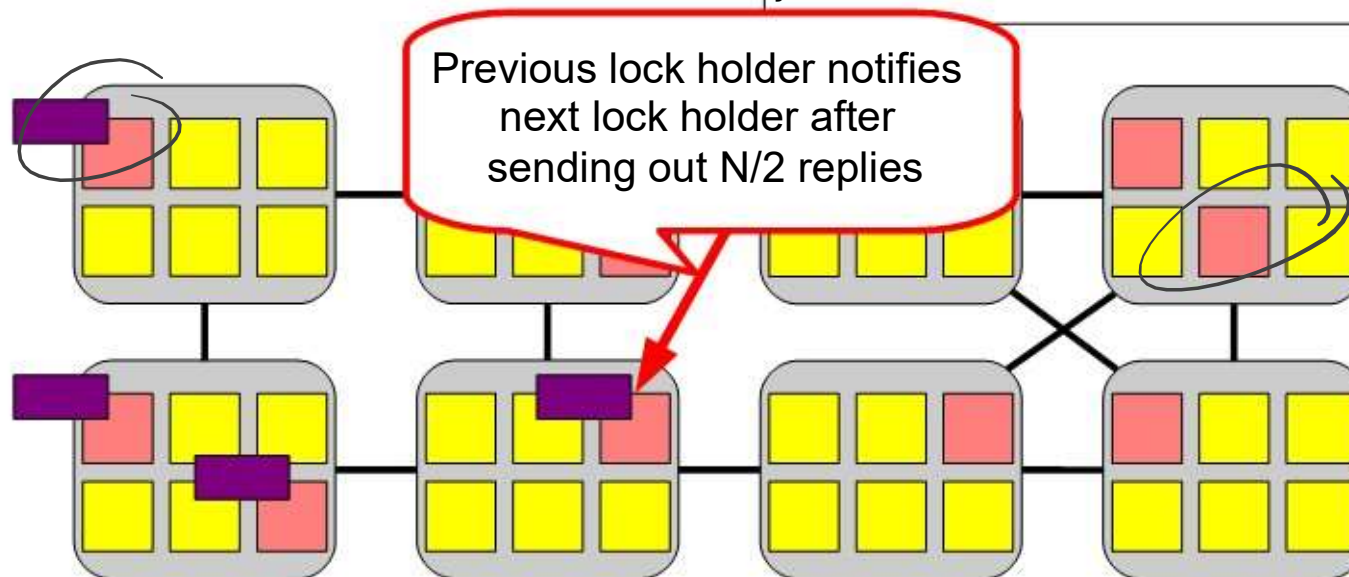 Previous lock holder notifies
next lock holder after
sending out N/2 replies